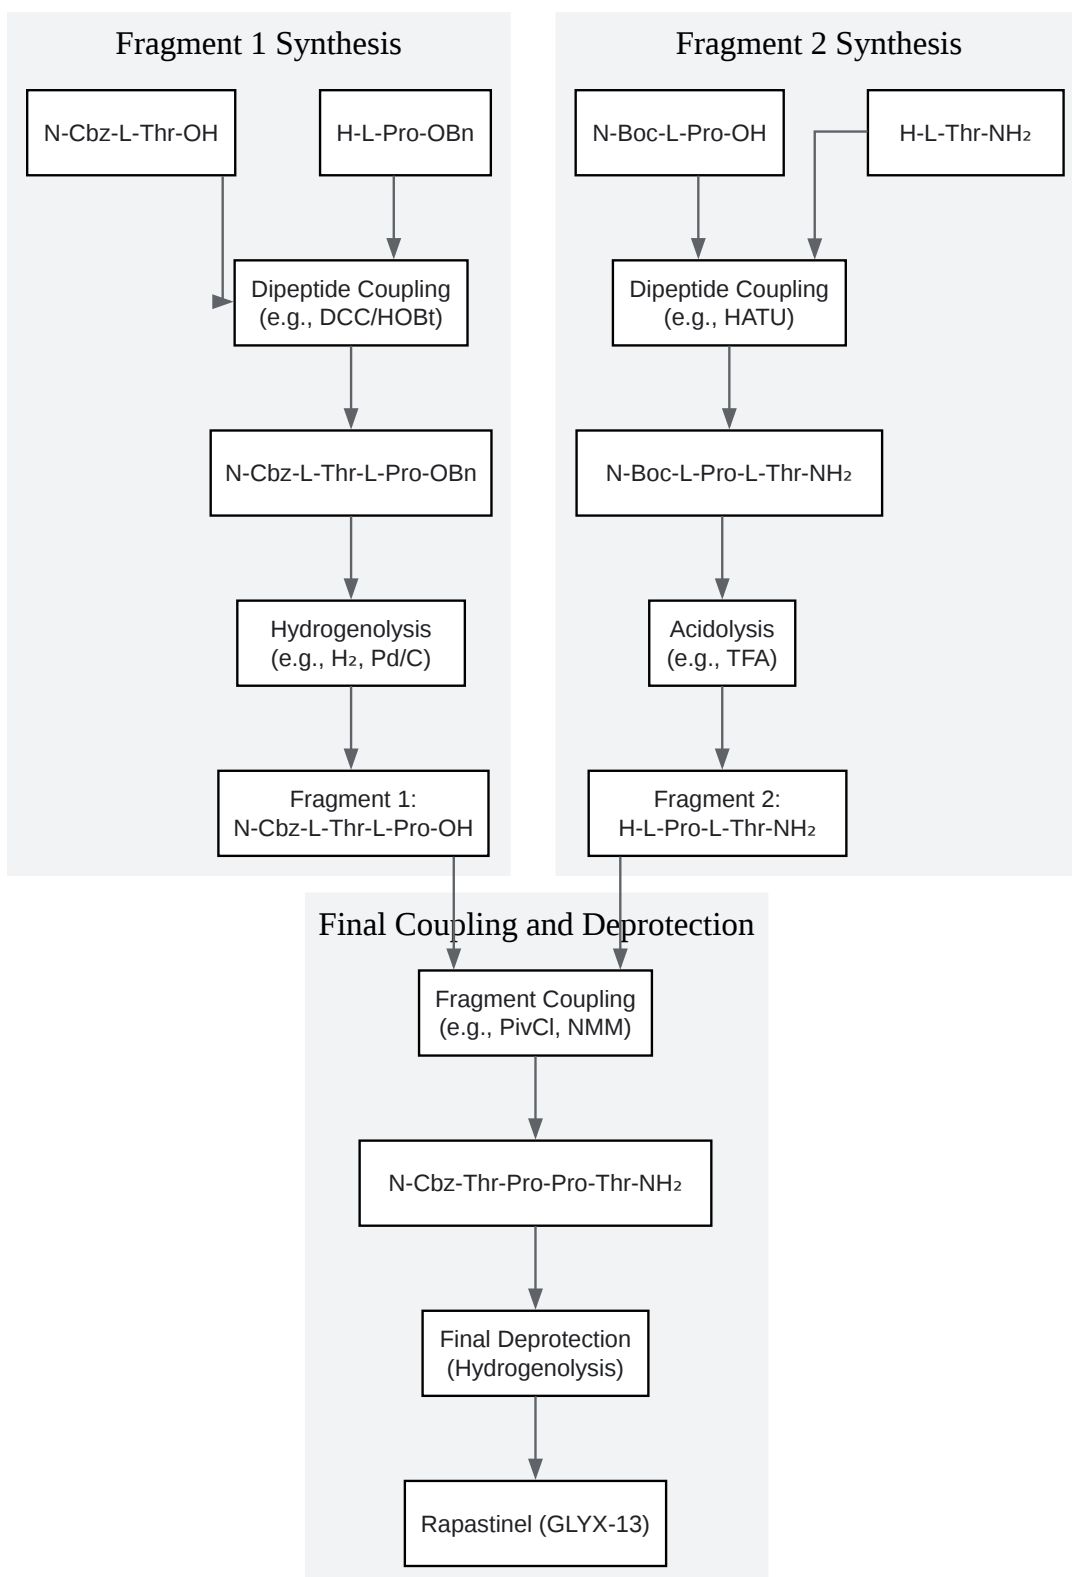 Fragment 1 Synthesis
N-Cbz-L-Thr-OH
H-L-Pro-OBn
Dipeptide Coupling
(e.g., DCC/HOBt)
N-Cbz-L-Thr-L-Pro-OBn
Hydrogenolysis
(e.g., H₂, Pd/C)
Fragment 1:
N-Cbz-L-Thr-L-Pro-OH
Fragment 2 Synthesis
N-Boc-L-Pro-OH
H-L-Thr-NH₂
Dipeptide Coupling
(e.g., HATU)
N-Boc-L-Pro-L-Thr-NH₂
Acidolysis
(e.g., TFA)
Fragment 2:
H-L-Pro-L-Thr-NH₂
Final Coupling and Deprotection
Fragment Coupling
(e.g., PivCl, NMM)
N-Cbz-Thr-Pro-Pro-Thr-NH₂
Final Deprotection
(Hydrogenolysis)
Rapastinel (GLYX-13)